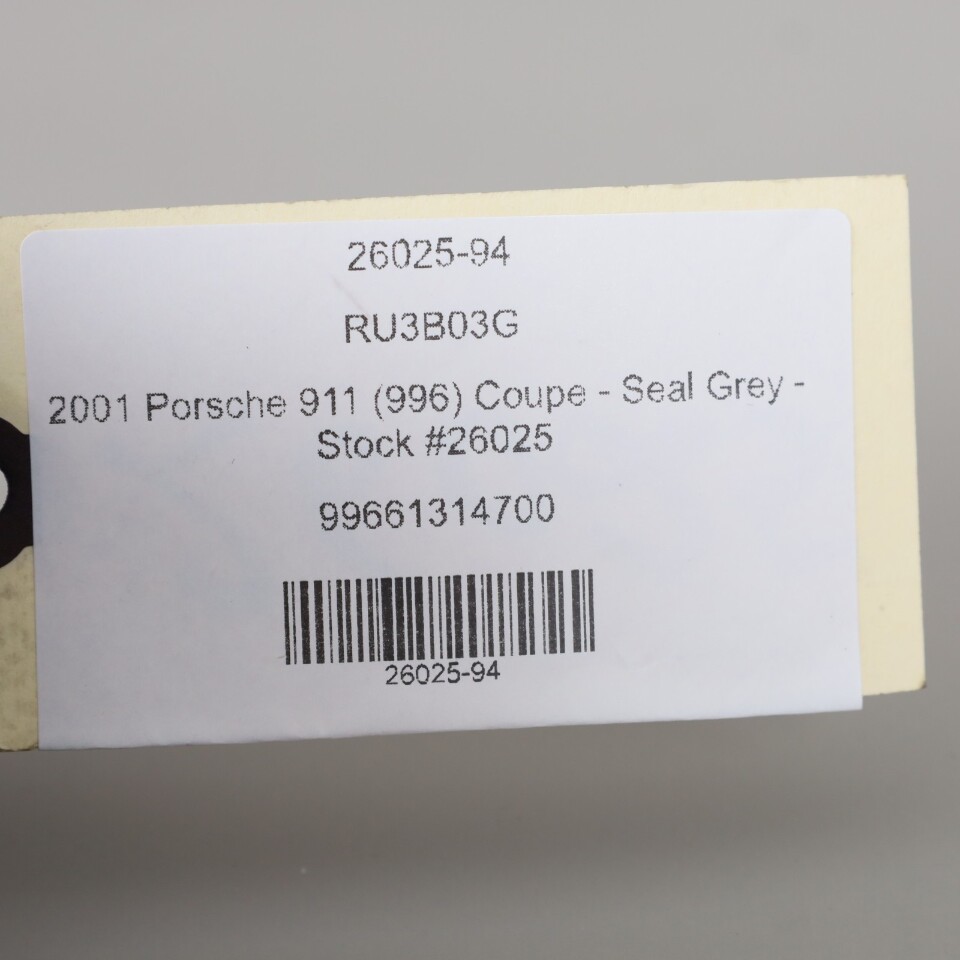 26025-94
RU3B03G
2001 Porsche 911 (996) Coupe - Seal Grey -
Stock #26025
99661314700
26025-94